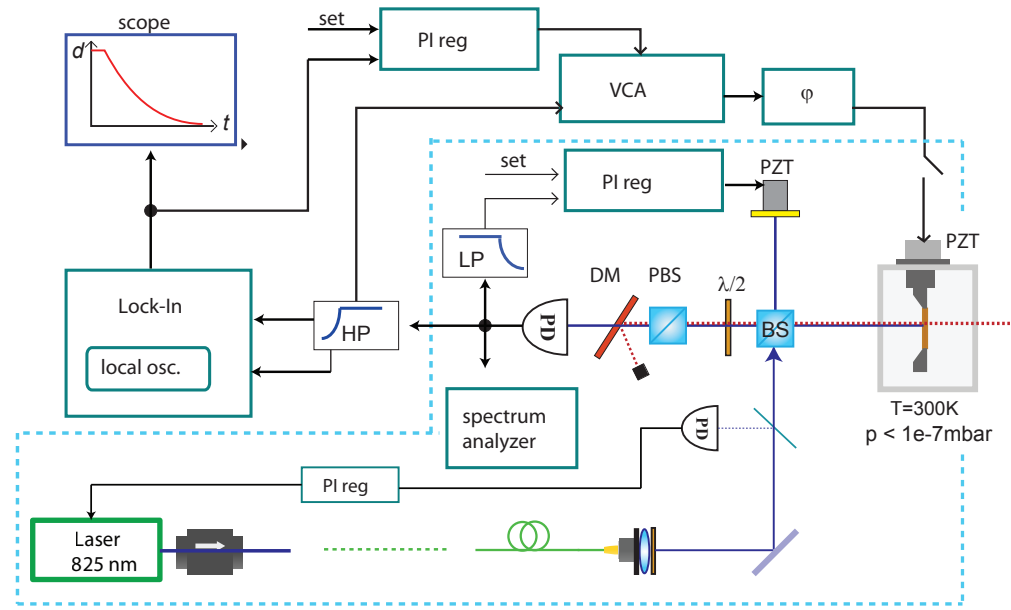 scope
d
t
set
PI reg
VCA
φ
set
PI reg
PZT
PZT
LP
Lock-In
local osc.
HP
PD
DM
PBS
λ/2
BS
T=300K
p < 1e-7mbar
spectrum
analyzer
PD
PI reg
Laser
825 nm